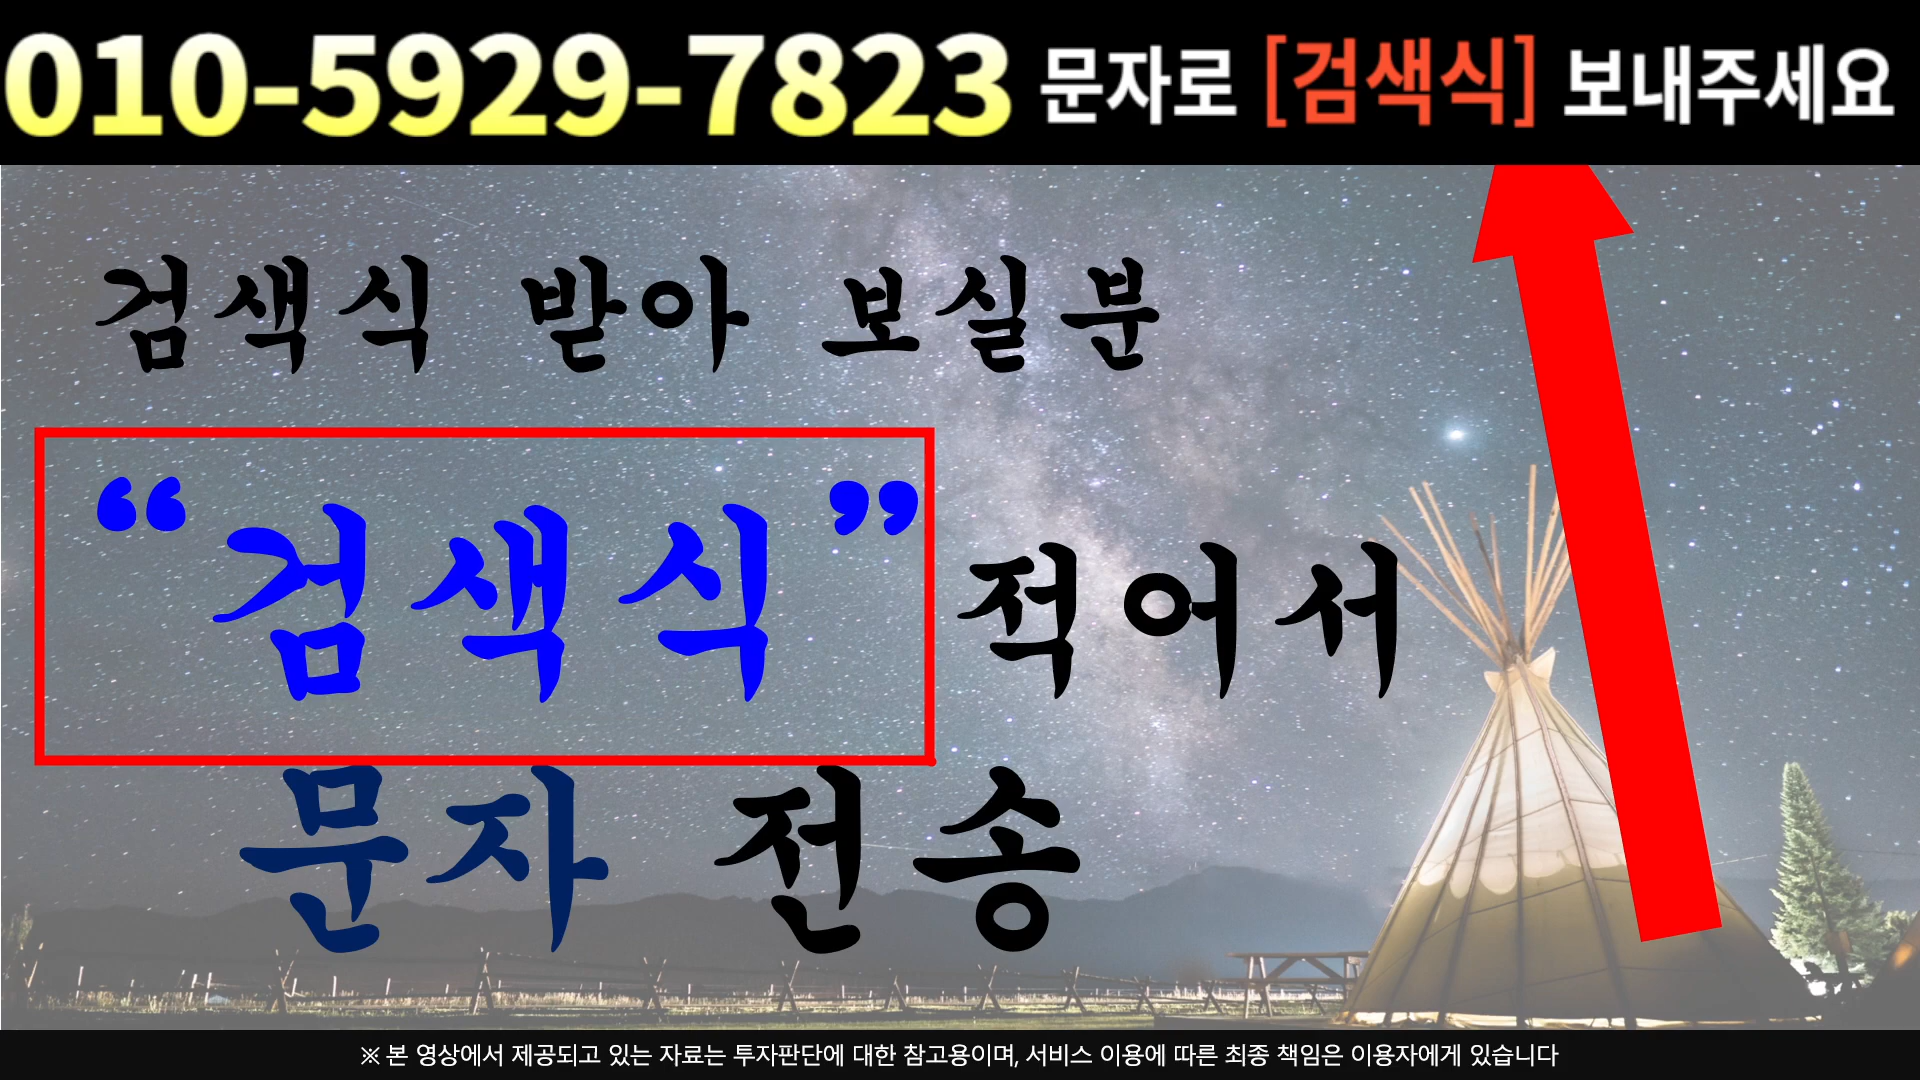 010-5929-7823 문자로 [검색식] 보내주세요
검색식 받아 보실분
“검색식” 적어서
문자 전송
※ 본 영상에서 제공되고 있는 자료는 투자판단에 대한 참고용이며, 서비스 이용에 따른 최종 책임은 이용자에게 있습니다